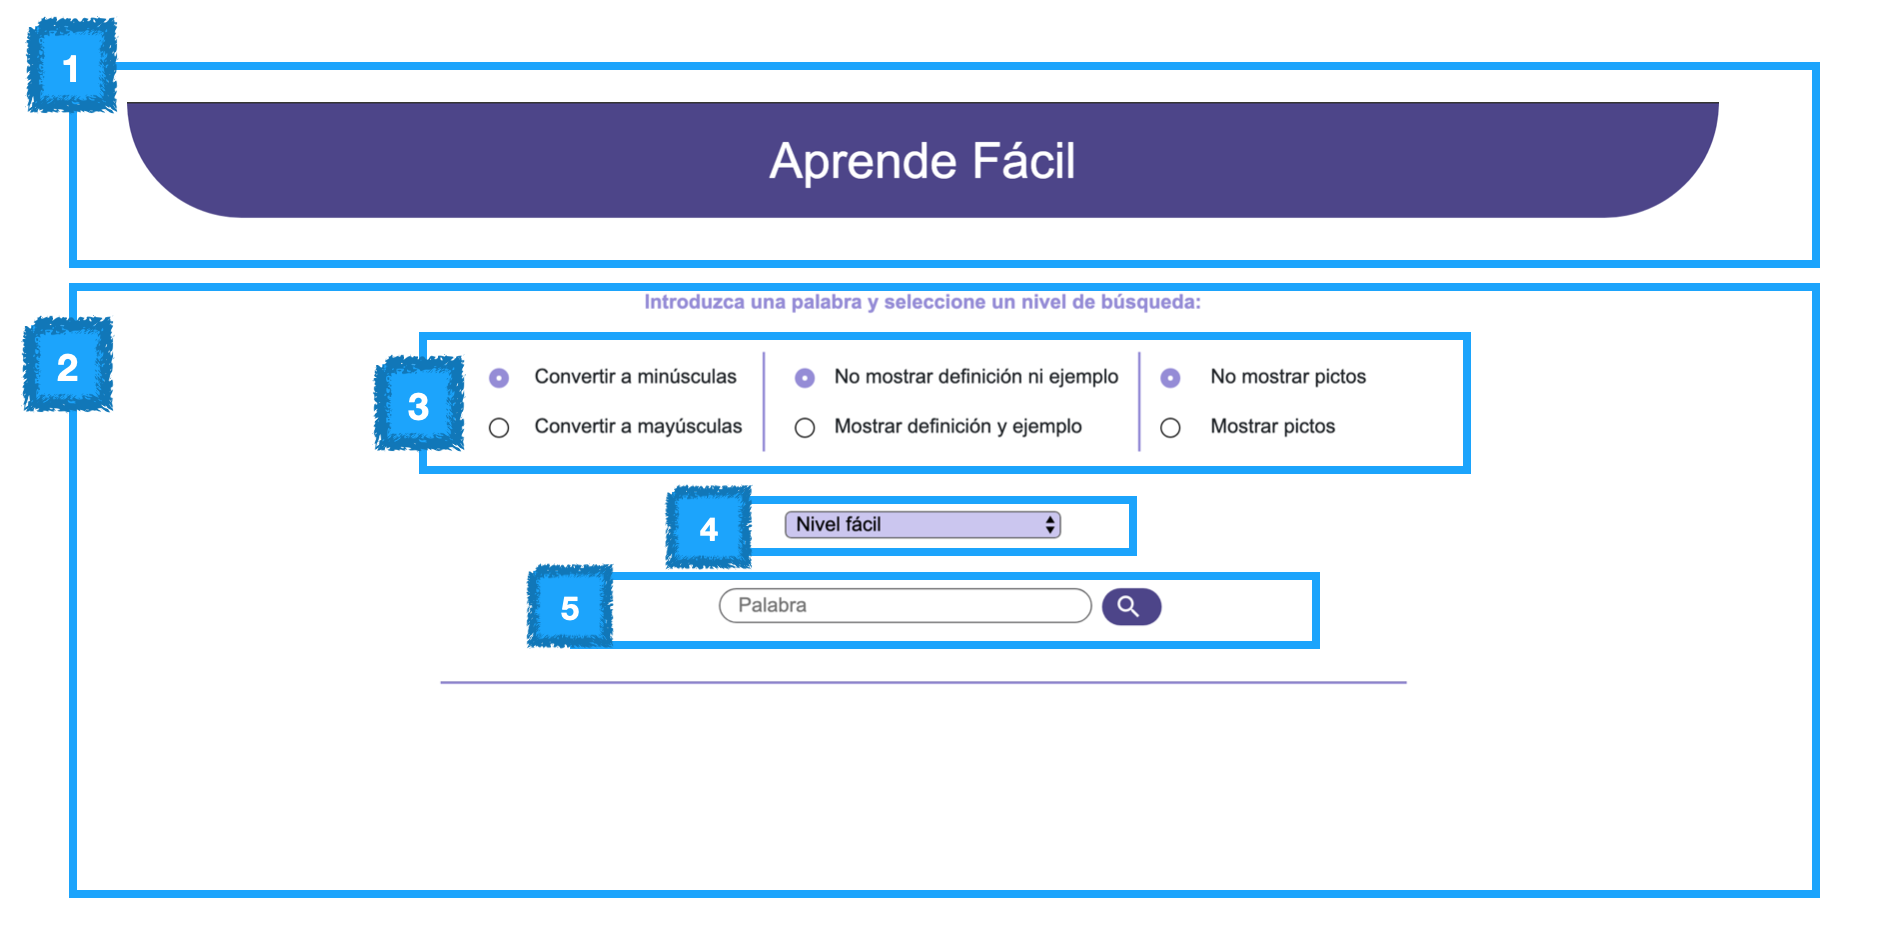 1
Aprende Fácil
2
Introduzca una palabra y seleccione un nivel de búsqueda:
3
Convertir a minúsculas No mostrar definición ni ejemplo No mostrar pictos
Convertir a mayúsculas Mostrar definición y ejemplo Mostrar pictos
4
Nivel fácil
5
Palabra